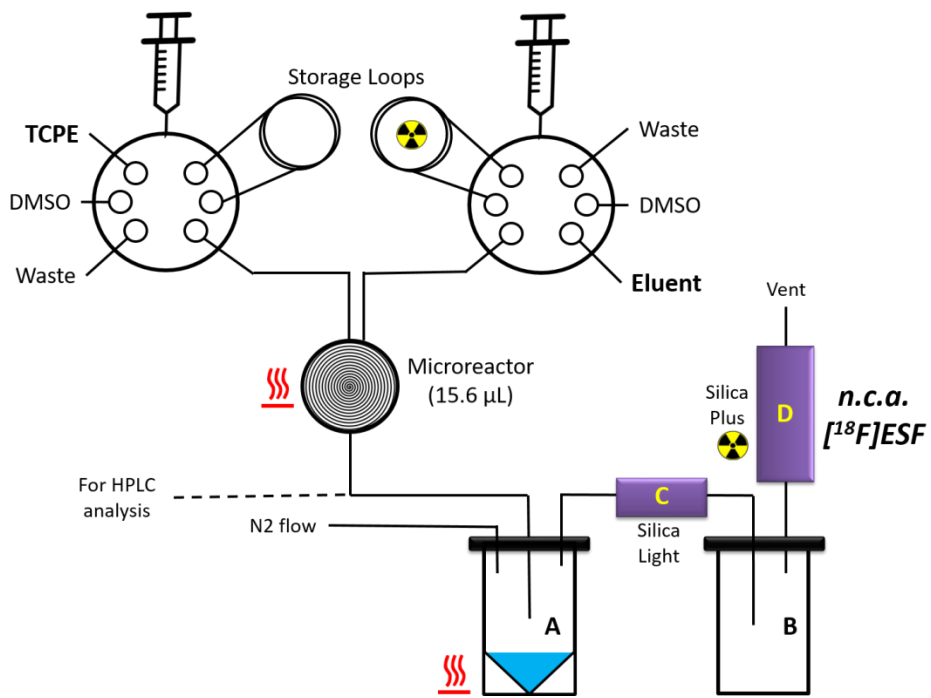 Storage Loops
TCPE
DMSO
Waste
Waste
DMSO
Eluent
Vent
Microreactor
(15.6 µL)
Silica
Plus
D
n.c.a.
[¹⁸F]ESF
For HPLC
analysis
N2 flow
C
Silica
Light
A
B